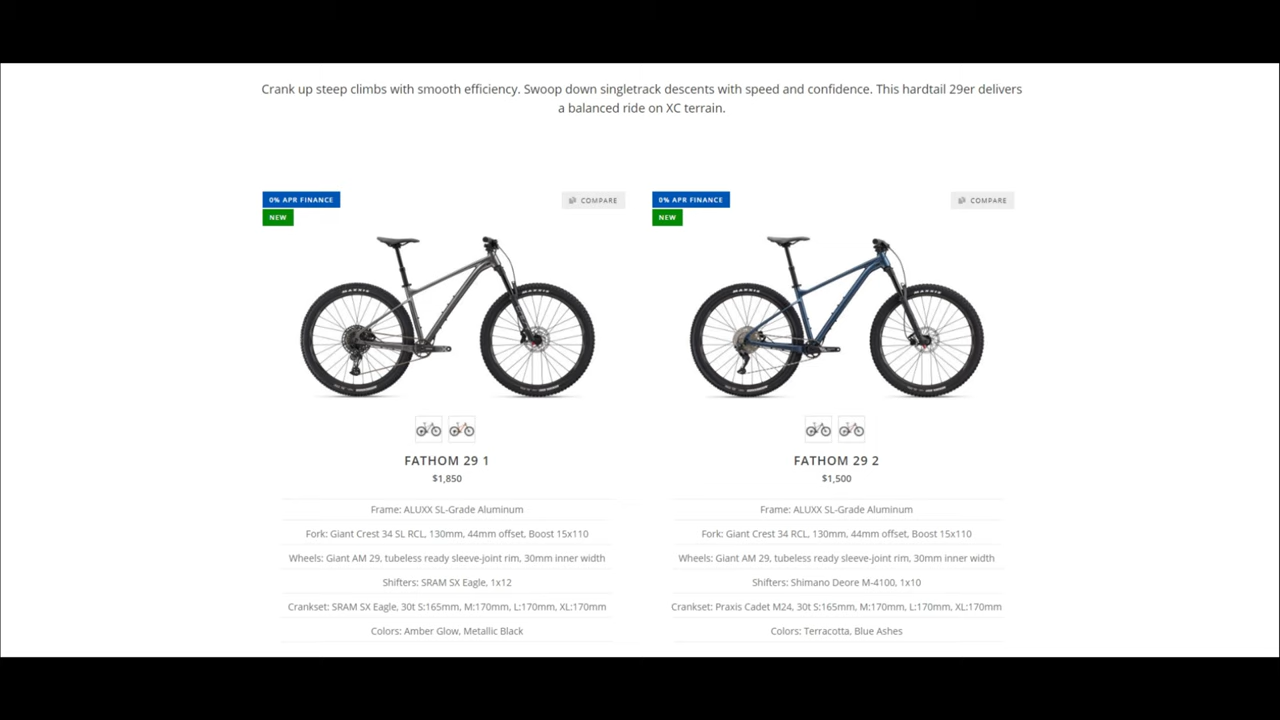 Crank up steep climbs with smooth efficiency. Swoop down singletrack descents with speed and confidence. This hardtail 29er delivers
a balanced ride on XC terrain.
0% APR FINANCE
NEW
COMPARE
MAXXIS
MAXXIS
FATHOM 29 1
$1,850
Frame: ALUXX SL-Grade Aluminum
Fork: Giant Crest 34 SL RCL, 130mm, 44mm offset, Boost 15x110
Wheels: Giant AM 29, tubeless ready sleeve-joint rim, 30mm inner width
Shifters: SRAM SX Eagle, 1x12
Crankset: SRAM SX Eagle, 30t S:165mm, M:170mm, L:170mm, XL:170mm
Colors: Amber Glow, Metallic Black
0% APR FINANCE
NEW
COMPARE
MAXXIS
MAXXIS
FATHOM 29 2
$1,500
Frame: ALUXX SL-Grade Aluminum
Fork: Giant Crest 34 RCL, 130mm, 44mm offset, Boost 15x110
Wheels: Giant AM 29, tubeless ready sleeve-joint rim, 30mm inner width
Shifters: Shimano Deore M-4100, 1x10
Crankset: Praxis Cadet M24, 30t S:165mm, M:170mm, L:170mm, XL:170mm
Colors: Terracotta, Blue Ashes